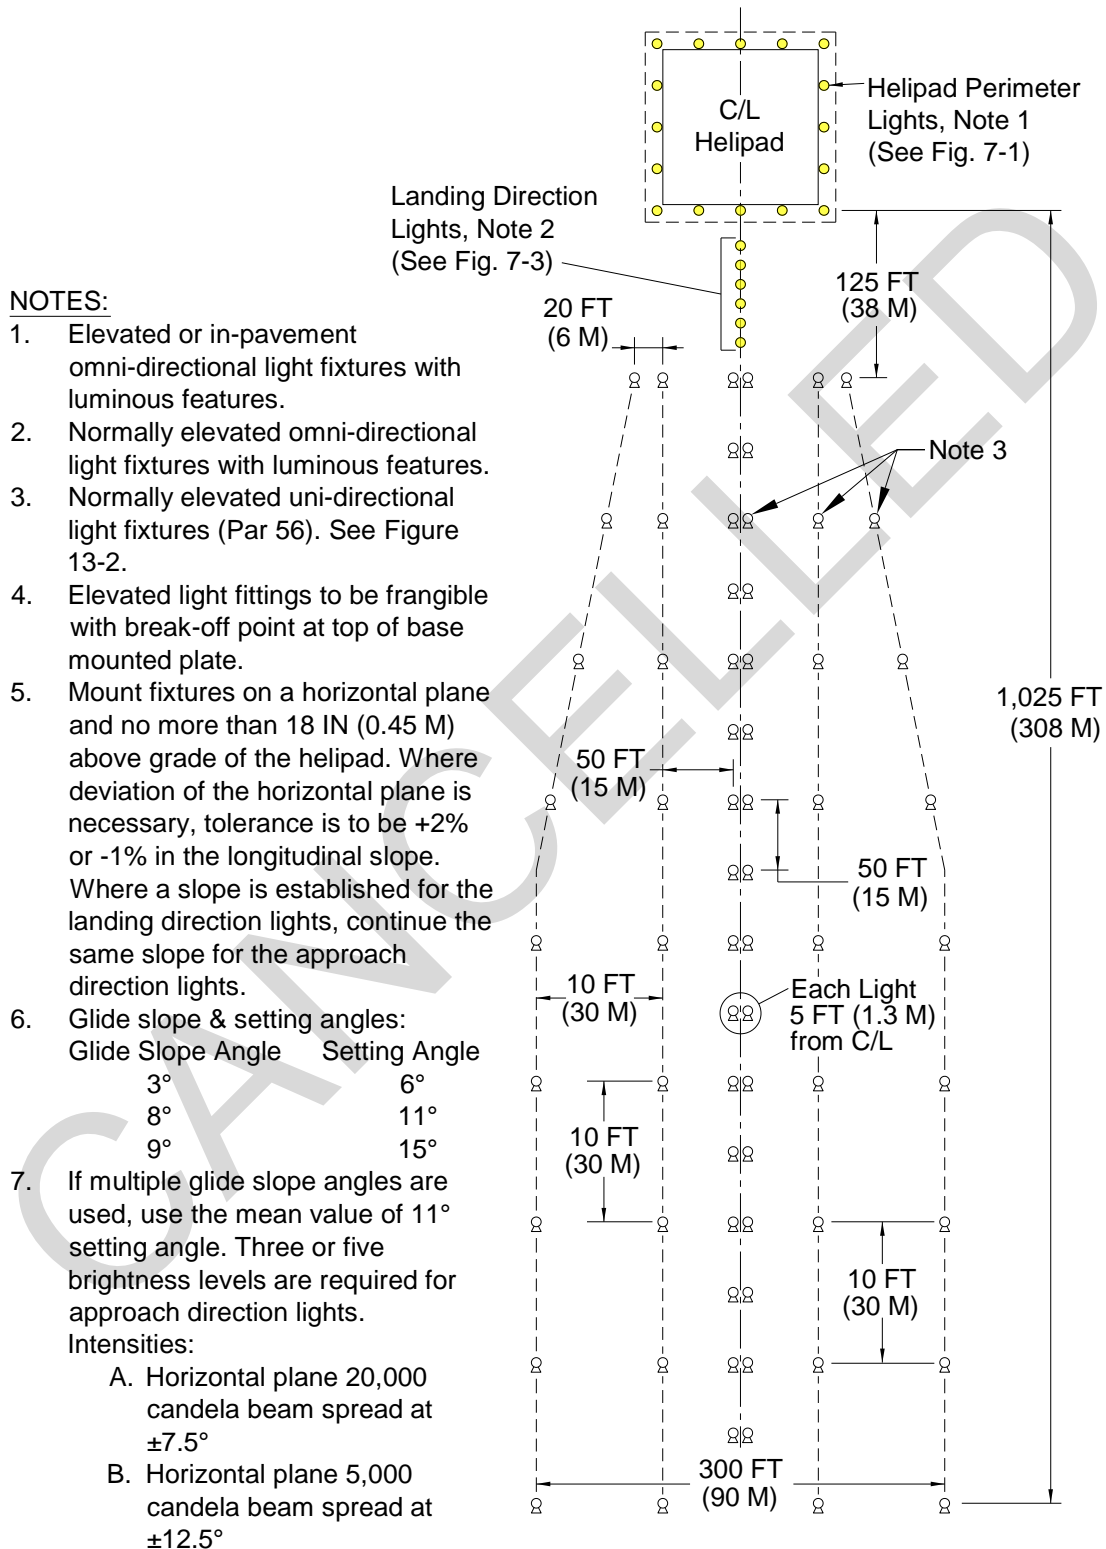 C/L
Helipad
Helipad Perimeter
Lights, Note 1
(See Fig. 7-1)
Landing Direction
Lights, Note 2
(See Fig. 7-3)
125 FT
(38 M)
20 FT
(6 M)
Note 3
1,025 FT
(308 M)
50 FT
(15 M)
50 FT
(15 M)
10 FT
(30 M)
Each Light
5 FT (1.3 M)
from C/L
10 FT
(30 M)
10 FT
(30 M)
300 FT
(90 M)
NOTES:
1. Elevated or in-pavement
omni-directional light fixtures with
luminous features.
2. Normally elevated omni-directional
light fixtures with luminous features.
3. Normally elevated uni-directional
light fixtures (Par 56). See Figure
13-2.
4. Elevated light fittings to be frangible
with break-off point at top of base
mounted plate.
5. Mount fixtures on a horizontal plane
and no more than 18 IN (0.45 M)
above grade of the helipad. Where
deviation of the horizontal plane is
necessary, tolerance is to be +2%
or -1% in the longitudinal slope.
Where a slope is established for the
landing direction lights, continue the
same slope for the approach
direction lights.
6. Glide slope & setting angles:
Glide Slope Angle Setting Angle
3° 6°
8° 11°
9° 15°
7. If multiple glide slope angles are
used, use the mean value of 11°
setting angle. Three or five
brightness levels are required for
approach direction lights.
Intensities:
A. Horizontal plane 20,000
candela beam spread at
±7.5°
B. Horizontal plane 5,000
candela beam spread at
±12.5°
CANCELLED